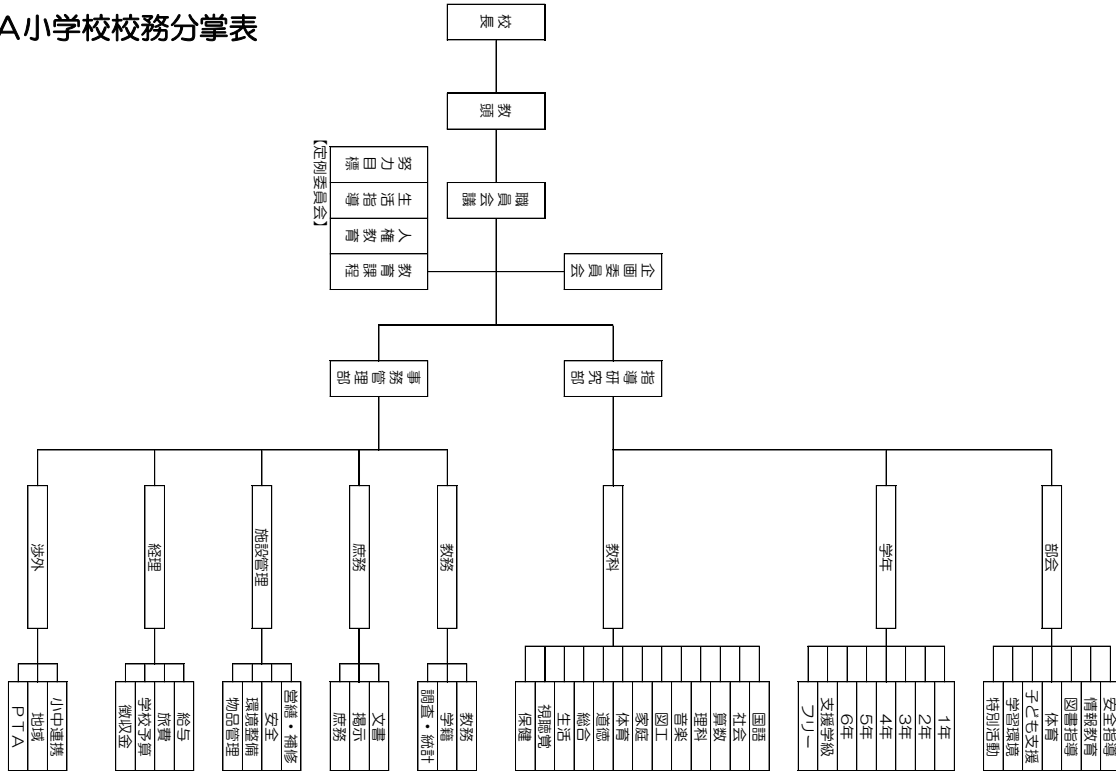 A小学校校務分掌表
校長
教頭
職員会議
企画委員会
【定例委員会】
努力目標
生活指導
人権教育
教育課程
指導研究部
事務管理部
部会
安全指導
情報教育
図書指導
体育
子ども支援
学習環境
特別活動
学年
1年
2年
3年
4年
5年
6年
支援学級
フリー
教科
国語
社会
算数
理科
音楽
図工
家庭
体育
道徳
総合
生活
視聴覚
保健
教務
教務
学籍
調査・統計
庶務
文書
掲示
庶務
施設管理
営繕・補修
安全
環境整備
物品管理
経理
給与
旅費
学校予算
徴収金
渉外
小中連携
地域
PTA